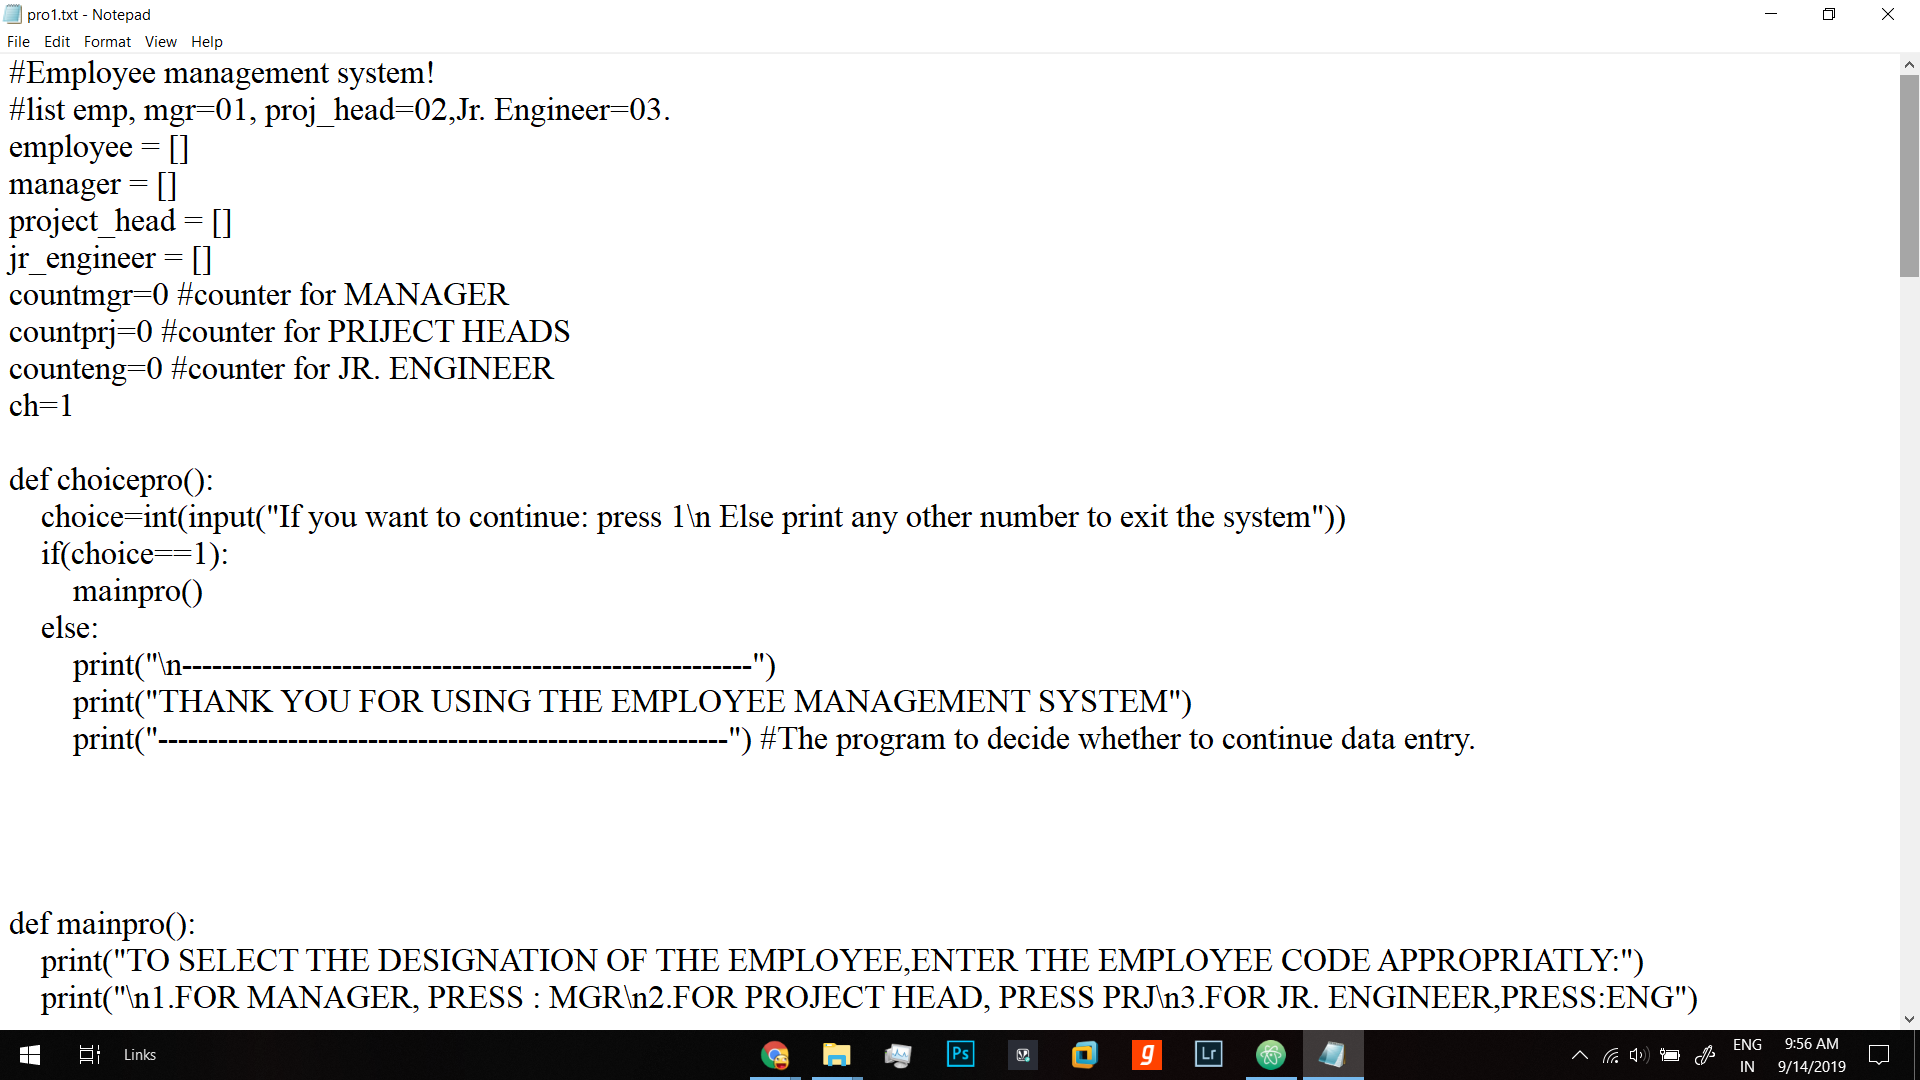 pro1.txt - Notepad
File Edit Format View Help
#Employee management system!
#list emp, mgr=01, proj_head=02,Jr. Engineer=03.
employee = []
manager = []
project_head = []
jr_engineer = []
countmgr=0 #counter for MANAGER
countprj=0 #counter for PRIJECT HEADS
counteng=0 #counter for JR. ENGINEER
ch=1
def choicepro():
choice=int(input("If you want to continue: press 1\n Else print any other number to exit the system"))
if(choice==1):
mainpro()
else:
print("\n---------------------------------------------------------")
print("THANK YOU FOR USING THE EMPLOYEE MANAGEMENT SYSTEM")
print("---------------------------------------------------------") #The program to decide whether to continue data entry.
def mainpro():
print("TO SELECT THE DESIGNATION OF THE EMPLOYEE,ENTER THE EMPLOYEE CODE APPROPRIATLY:")
print("\n1.FOR MANAGER, PRESS : MGR\n2.FOR PROJECT HEAD, PRESS PRJ\n3.FOR JR. ENGINEER,PRESS:ENG")
Links
Ps
g
Lr
ENG
IN
9:56 AM
9/14/2019